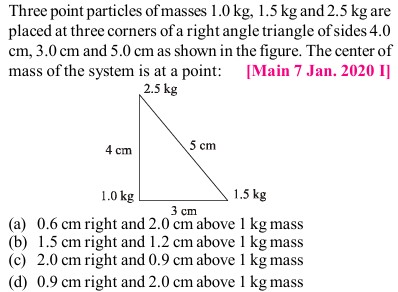 Three point particles of masses 1.0 kg, 1.5 kg and 2.5 kg are
placed at three corners of a right angle triangle of sides 4.0
cm, 3.0 cm and 5.0 cm as shown in the figure. The center of
mass of the system is at a point: [Main 7 Jan. 2020 I]
2.5 kg
4 cm
5 cm
1.0 kg
1.5 kg
3 cm
(a) 0.6 cm right and 2.0 cm above 1 kg mass
(b) 1.5 cm right and 1.2 cm above 1 kg mass
(c) 2.0 cm right and 0.9 cm above 1 kg mass
(d) 0.9 cm right and 2.0 cm above 1 kg mass